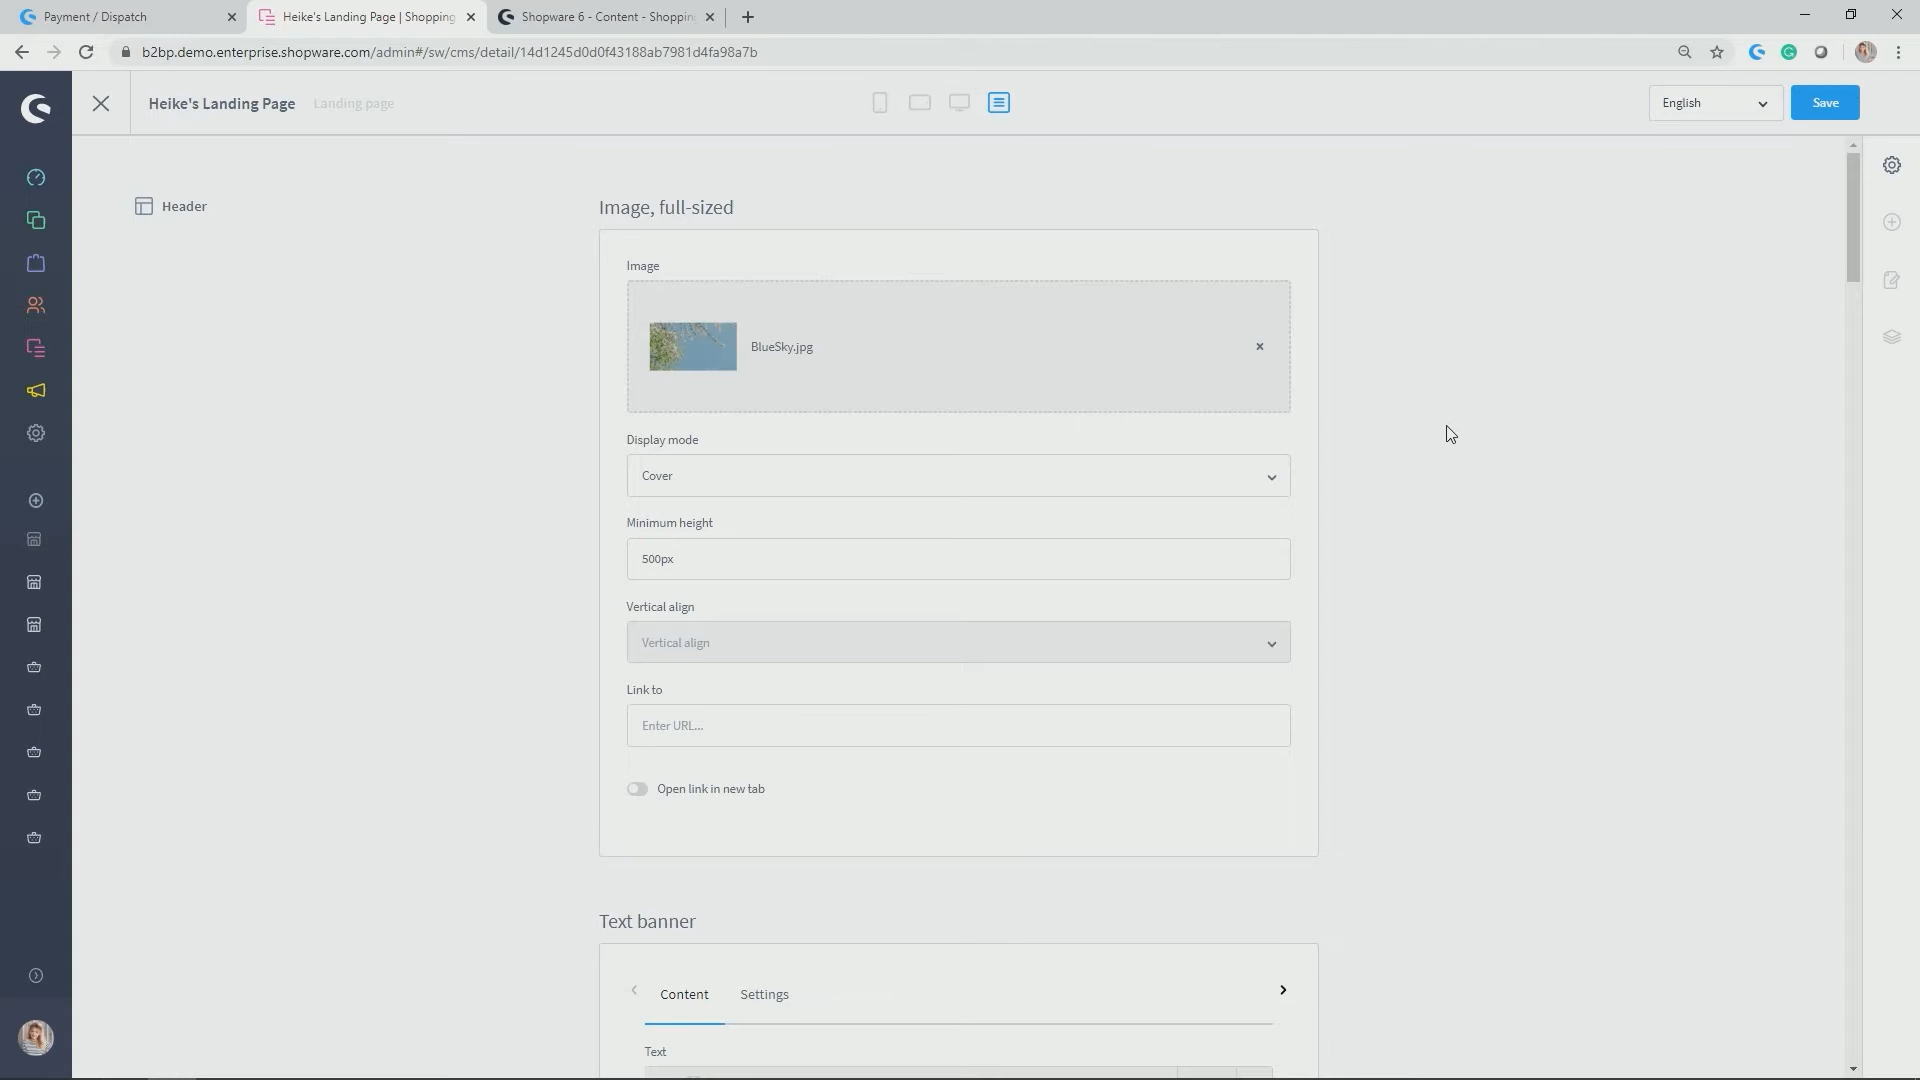 Payment / Dispatch
Heike's Landing Page | Shopping
Shopware 6 - Content - Shoppin
b2bp.demo.enterprise.shopware.com/admin#/sw/cms/detail/14d1245d0d0f43188ab7981d4fa98a7b
Heike's Landing Page
Landing page
English
Save
Header
Image, full-sized
Image
BlueSky.jpg
Display mode
Cover
Minimum height
500px
Vertical align
Vertical align
Link to
Enter URL...
Open link in new tab
Text banner
Content
Settings
Text